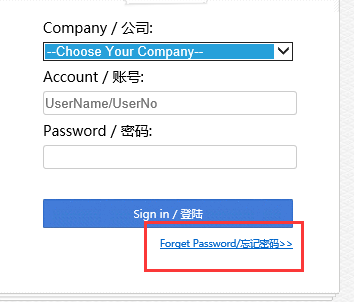 Company / 公司:
--Choose Your Company--
Account / 账号:
UserName/UserNo
Password / 密码:
Sign in / 登陆
Forget Password/忘记密码>>